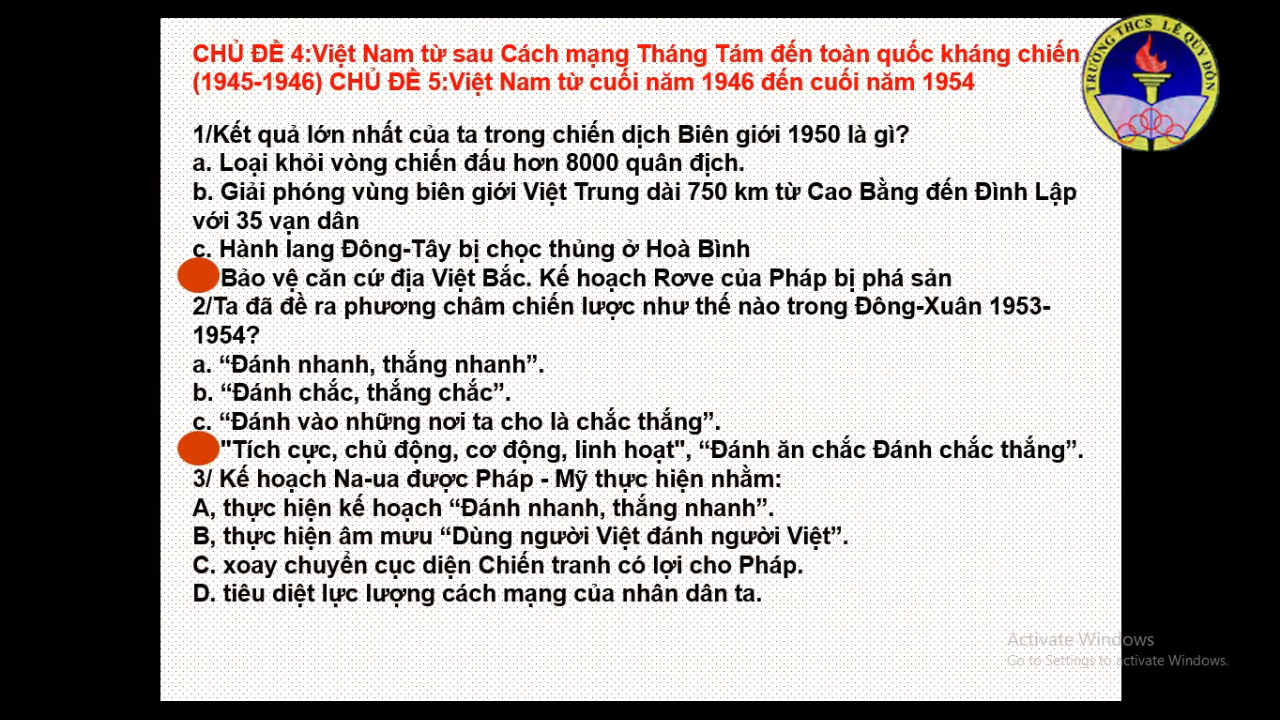 CHỦ ĐỀ 4:Việt Nam từ sau Cách mạng Tháng Tám đến toàn quốc kháng chiến
(1945-1946) CHỦ ĐỀ 5:Việt Nam từ cuối năm 1946 đến cuối năm 1954
TRƯỜNG THCS LÊ QUÝ ĐÔN
1/Kết quả lớn nhất của ta trong chiến dịch Biên giới 1950 là gì?
a. Loại khỏi vòng chiến đấu hơn 8000 quân địch.
b. Giải phóng vùng biên giới Việt Trung dài 750 km từ Cao Bằng đến Đình Lập
với 35 vạn dân
c. Hành lang Đông-Tây bị chọc thủng ở Hoà Bình
Bảo vệ căn cứ địa Việt Bắc. Kế hoạch Rơve của Pháp bị phá sản
2/Ta đã đề ra phương châm chiến lược như thế nào trong Đông-Xuân 1953-
1954?
a. “Đánh nhanh, thắng nhanh”.
b. “Đánh chắc, thắng chắc”.
c. “Đánh vào những nơi ta cho là chắc thắng”.
"Tích cực, chủ động, cơ động, linh hoạt", “Đánh ăn chắc Đánh chắc thắng”.
3/ Kế hoạch Na-ua được Pháp - Mỹ thực hiện nhằm:
A, thực hiện kế hoạch “Đánh nhanh, thắng nhanh”.
B, thực hiện âm mưu “Dùng người Việt đánh người Việt”.
C. xoay chuyển cục diện Chiến tranh có lợi cho Pháp.
D. tiêu diệt lực lượng cách mạng của nhân dân ta.
Activate Windows
Go to Settings to activate Windows.